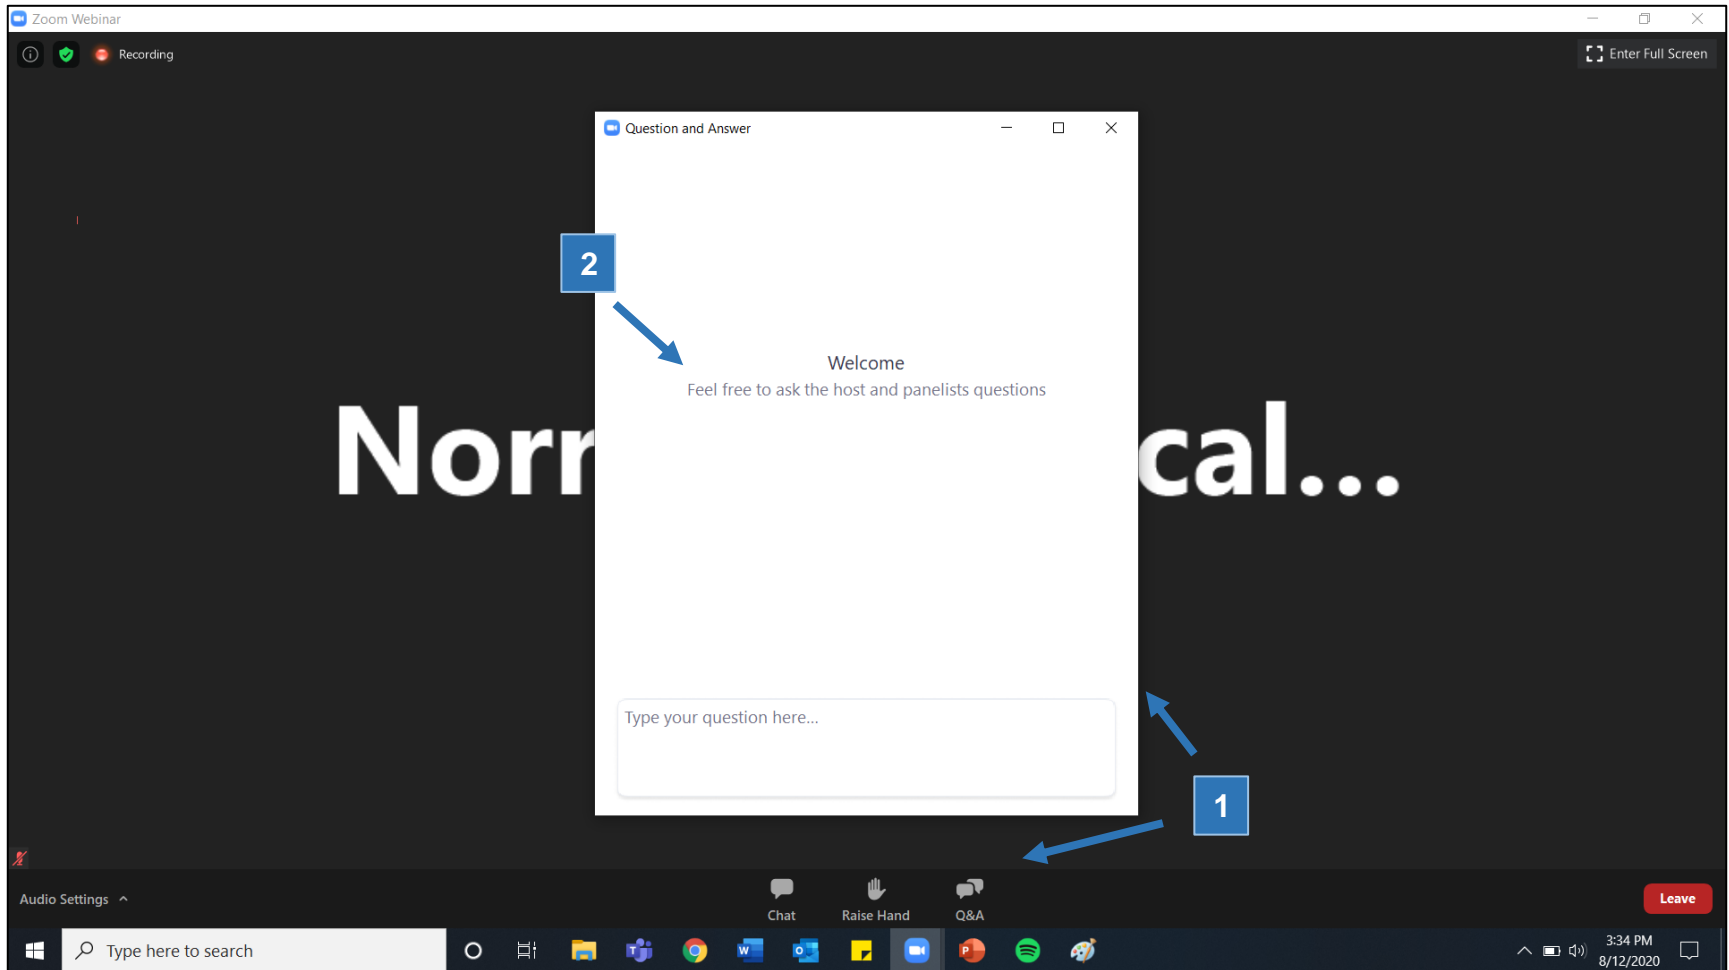 Zoom Webinar
Recording
Enter Full Screen
Question and Answer
2
Welcome
Feel free to ask the host and panelists questions
Norr cal...
Type your question here...
1
Audio Settings
Chat
Raise Hand
Q&A
Leave
Type here to search
3:34 PM
8/12/2020